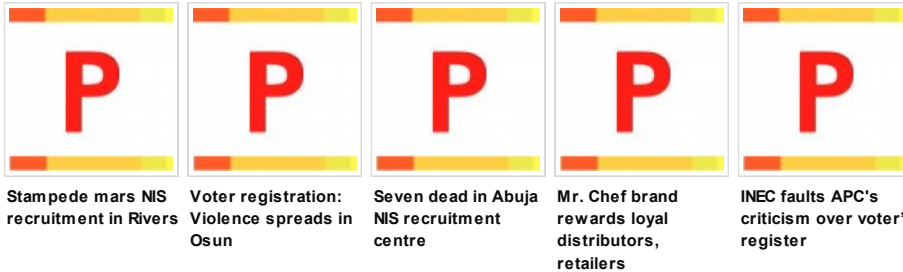 P
P
P
P
P
Stampede mars NIS
recruitment in Rivers
Voter registration:
Violence spreads in
Osun
Seven dead in Abuja
NIS recruitment
centre
Mr. Chef brand
rewards loyal
distributors,
retailers
INEC faults APC's
criticism over voter’
register